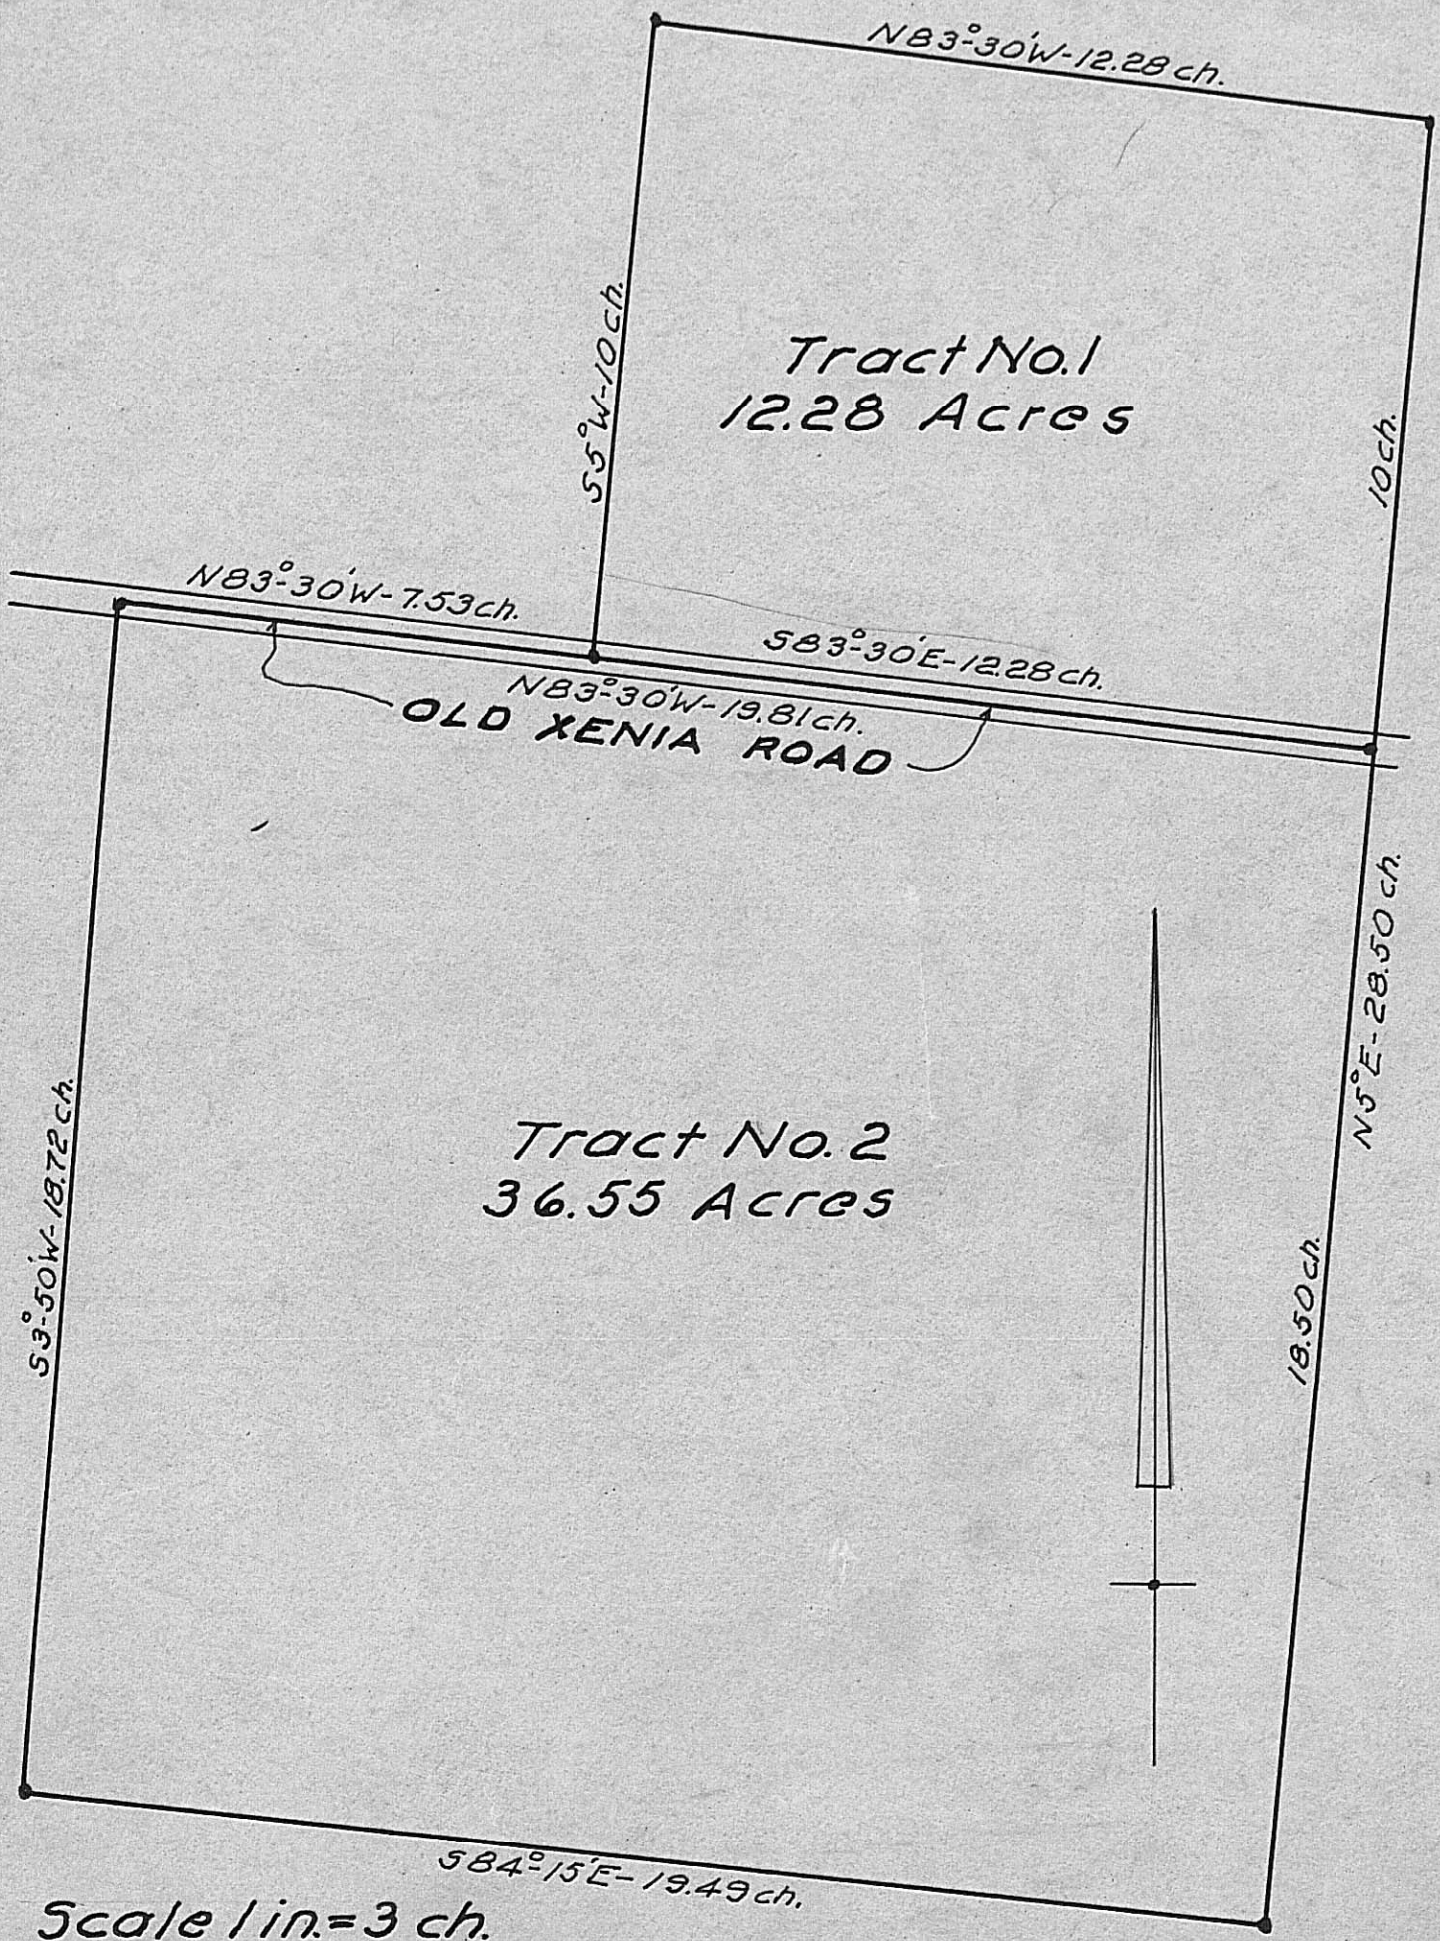 N83°-30'W-12.28 ch.
S5°W-10 ch.
Tract No.1
12.28 Acres
10 ch.
N83°-30'W-7.53 ch.
S83°-30'E-12.28 ch.
N83°-30'W-19.81 ch.
OLD XENIA ROAD
N5°E-28.50 ch.
S3°-50'W-18.72 ch.
Tract No. 2
36.55 Acres
18.50 ch.
S84°-15'E-19.49 ch.
Scale 1 in.=3 ch.